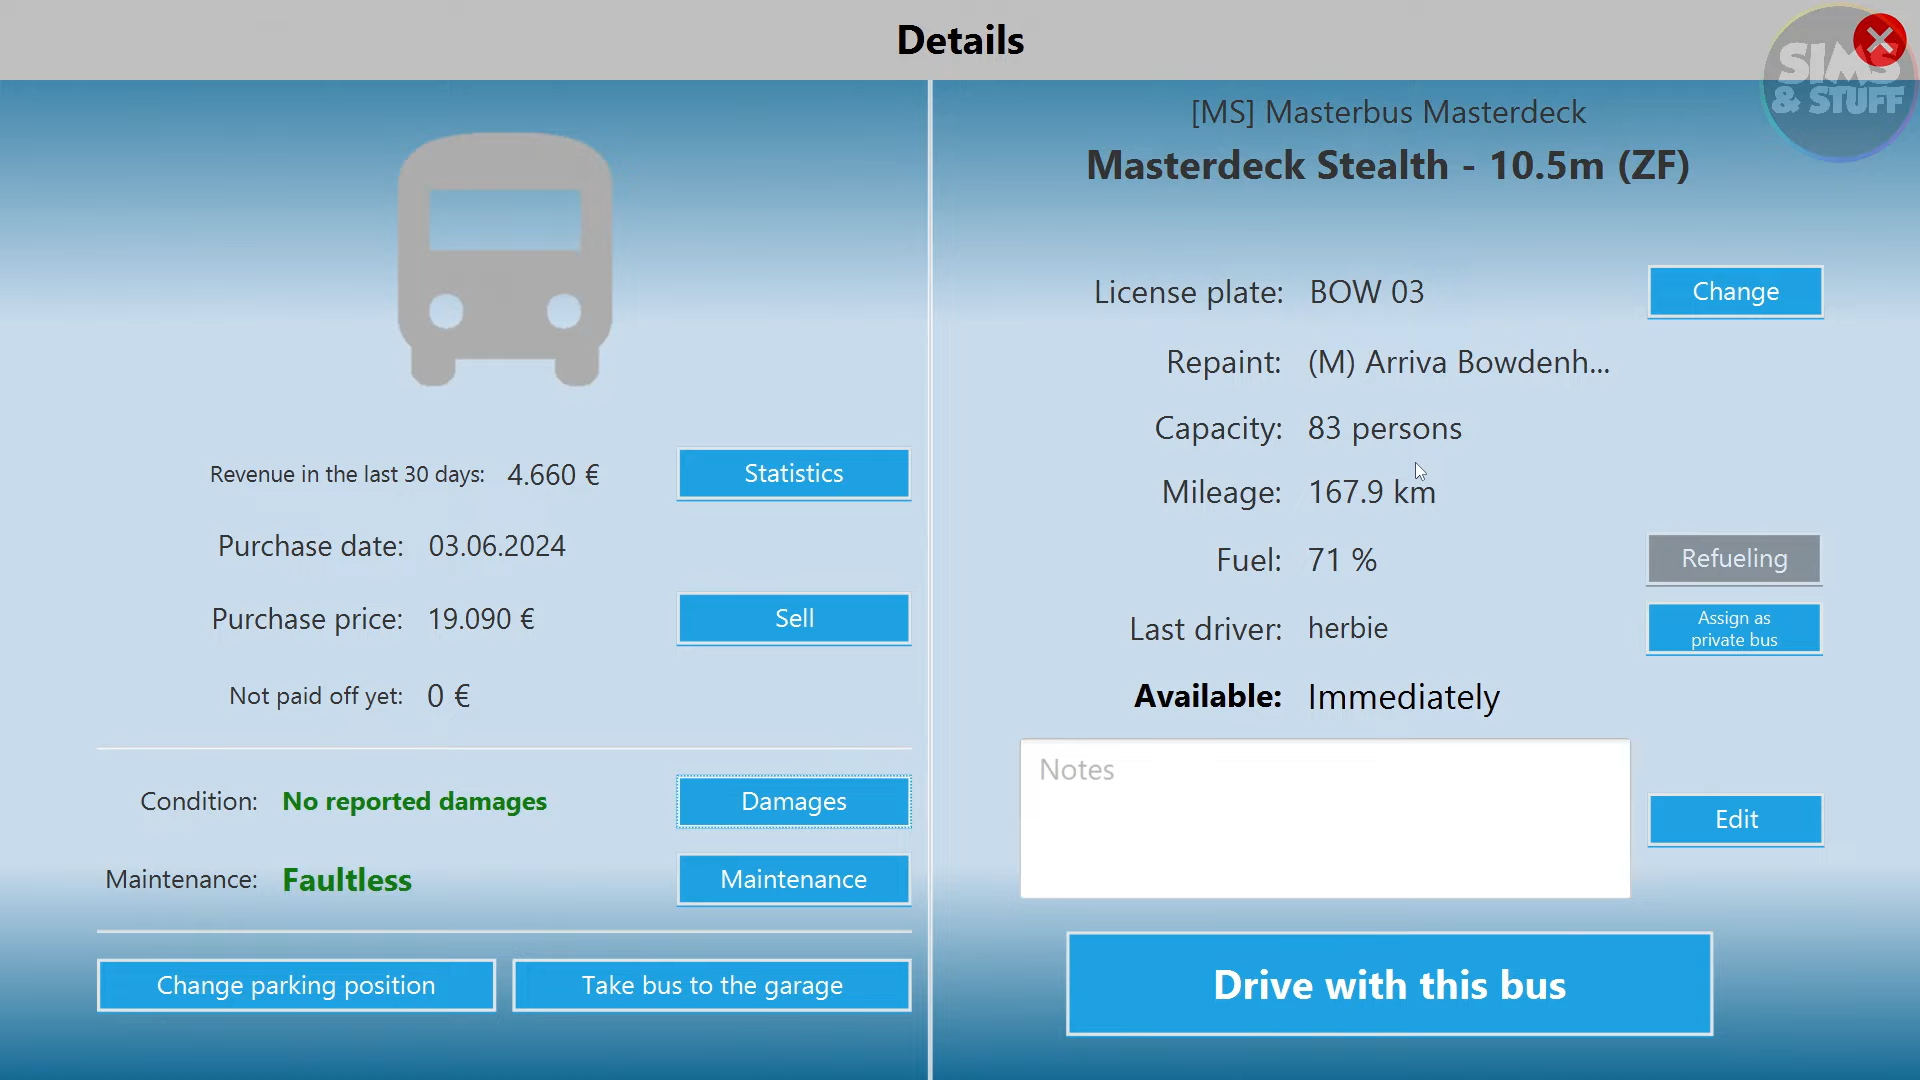 Details
SIMS
& STUFF
[MS] Masterbus Masterdeck
Masterdeck Stealth - 10.5m (ZF)
License plate: BOW 03
Change
Repaint: (M) Arriva Bowdenh...
Capacity: 83 persons
Mileage: 167.9 km
Fuel: 71 %
Refueling
Last driver: herbie
Assign as
private bus
Available: Immediately
Notes
Edit
Drive with this bus
Revenue in the last 30 days: 4.660 €
Statistics
Purchase date: 03.06.2024
Purchase price: 19.090 €
Sell
Not paid off yet: 0 €
Condition: No reported damages
Damages
Maintenance: Faultless
Maintenance
Change parking position
Take bus to the garage